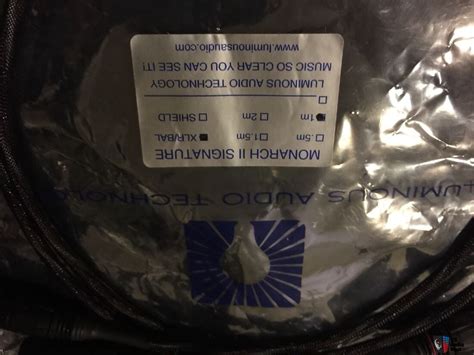 LUMINOUS AUDIO TECHNOLO
MONARCH II SIGNATURE
□ .5m □ 1.5m ■ XLR/BAL
■ 1m □ 2m □ SHIELD
□
LUMINOUS AUDIO TECHNOLOGY
MUSIC SO CLEAR YOU CAN SEE IT!
www.luminousaudio.com